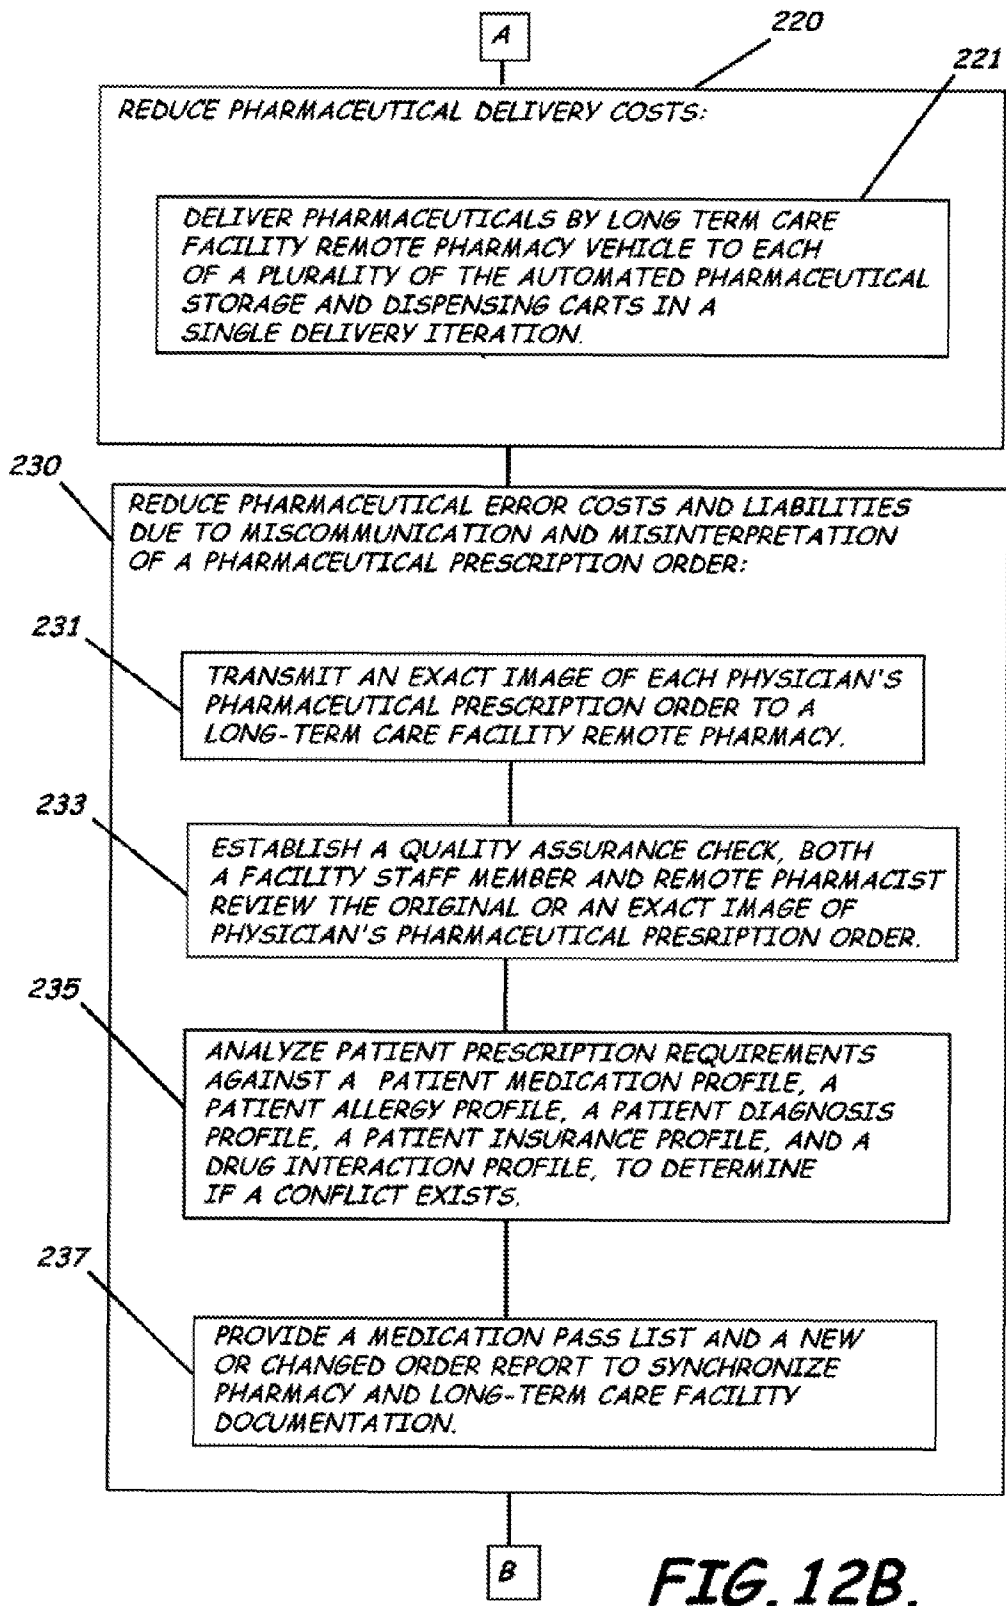 A
220
221
REDUCE PHARMACEUTICAL DELIVERY COSTS:
DELIVER PHARMACEUTICALS BY LONG TERM CARE
FACILITY REMOTE PHARMACY VEHICLE TO EACH
OF A PLURALITY OF THE AUTOMATED PHARMACEUTICAL
STORAGE AND DISPENSING CARTS IN A
SINGLE DELIVERY ITERATION.
230
REDUCE PHARMACEUTICAL ERROR COSTS AND LIABILITIES
DUE TO MISCOMMUNICATION AND MISINTERPRETATION
OF A PHARMACEUTICAL PRESCRIPTION ORDER:
231
TRANSMIT AN EXACT IMAGE OF EACH PHYSICIAN'S
PHARMACEUTICAL PRESCRIPTION ORDER TO A
LONG-TERM CARE FACILITY REMOTE PHARMACY.
233
ESTABLISH A QUALITY ASSURANCE CHECK, BOTH
A FACILITY STAFF MEMBER AND REMOTE PHARMACIST
REVIEW THE ORIGINAL OR AN EXACT IMAGE OF
PHYSICIAN'S PHARMACEUTICAL PRESRIPTION ORDER.
235
ANALYZE PATIENT PRESCRIPTION REQUIREMENTS
AGAINST A PATIENT MEDICATION PROFILE, A
PATIENT ALLERGY PROFILE, A PATIENT DIAGNOSIS
PROFILE, A PATIENT INSURANCE PROFILE, AND A
DRUG INTERACTION PROFILE, TO DETERMINE
IF A CONFLICT EXISTS.
237
PROVIDE A MEDICATION PASS LIST AND A NEW
OR CHANGED ORDER REPORT TO SYNCHRONIZE
PHARMACY AND LONG-TERM CARE FACILITY
DOCUMENTATION.
B
FIG. 12B.